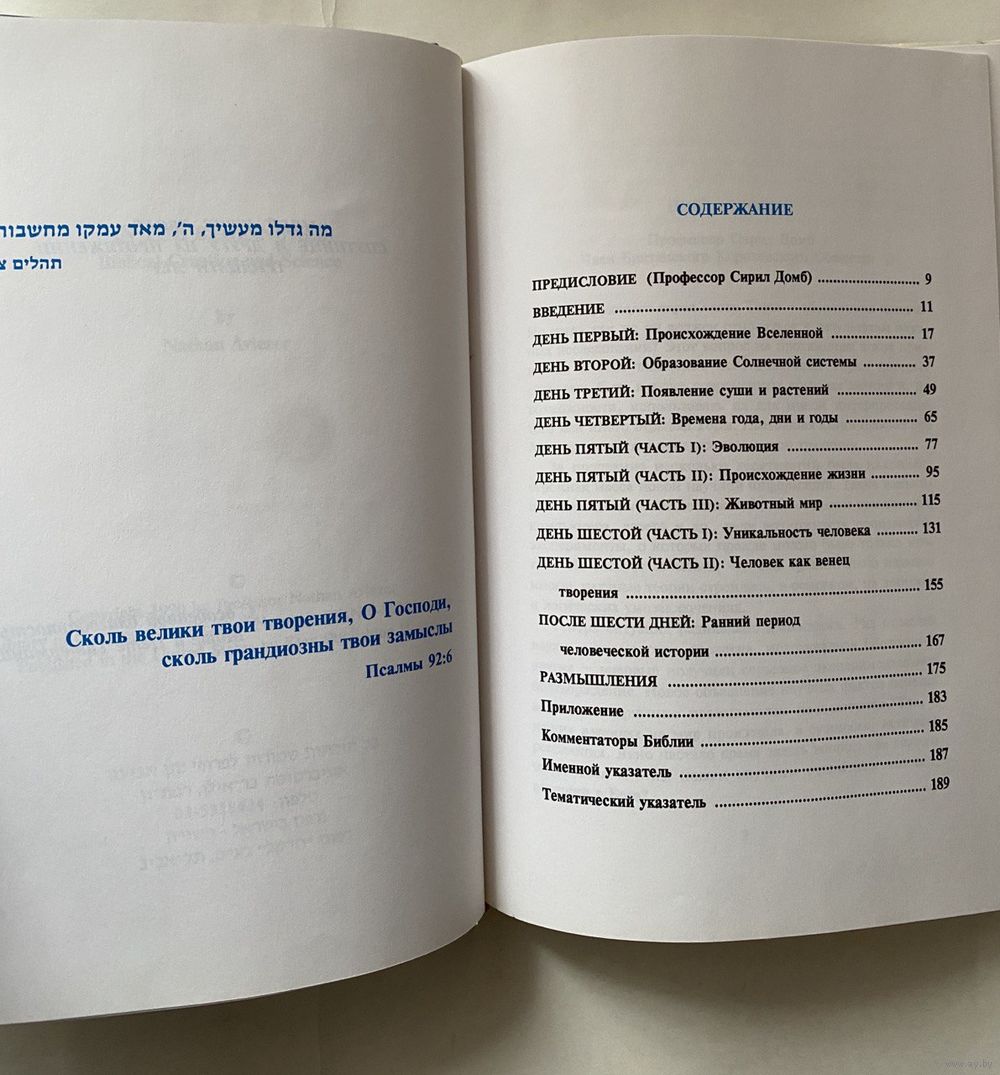 מה גדלו מעשיך, ה', מאד עמקו
תהלים
Сколь велики твои творения, О Господи,
сколь грандиозны твои замыслы
Псалмы 92:6
СОДЕРЖАНИЕ
ПРЕДИСЛОВИЕ (Профессор Сирил Домб) ........................ 9
ВВЕДЕНИЕ ........................ 11
ДЕНЬ ПЕРВЫЙ: Происхождение Вселенной ........................ 17
ДЕНЬ ВТОРОЙ: Образование Солнечной системы ............. 37
ДЕНЬ ТРЕТИЙ: Появление суши и растений .................... 49
ДЕНЬ ЧЕТВЕРТЫЙ: Времена года, дни и годы .................. 65
ДЕНЬ ПЯТЫЙ (ЧАСТЬ I): Эволюция ........................ 77
ДЕНЬ ПЯТЫЙ (ЧАСТЬ II): Происхождение жизни ............ 95
ДЕНЬ ПЯТЫЙ (ЧАСТЬ III): Животный мир ...................... 115
ДЕНЬ ШЕСТОЙ (ЧАСТЬ I): Уникальность человека .......... 131
ДЕНЬ ШЕСТОЙ (ЧАСТЬ II): Человек как венец
творения ........................ 155
ПОСЛЕ ШЕСТИ ДНЕЙ: Ранний период
человеческой истории ........................ 167
РАЗМЫШЛЕНИЯ ........................ 175
Приложение ........................ 183
Комментаторы Библии ........................ 185
Именной указатель ........................ 187
Тематический указатель ........................ 189
www.ay.by